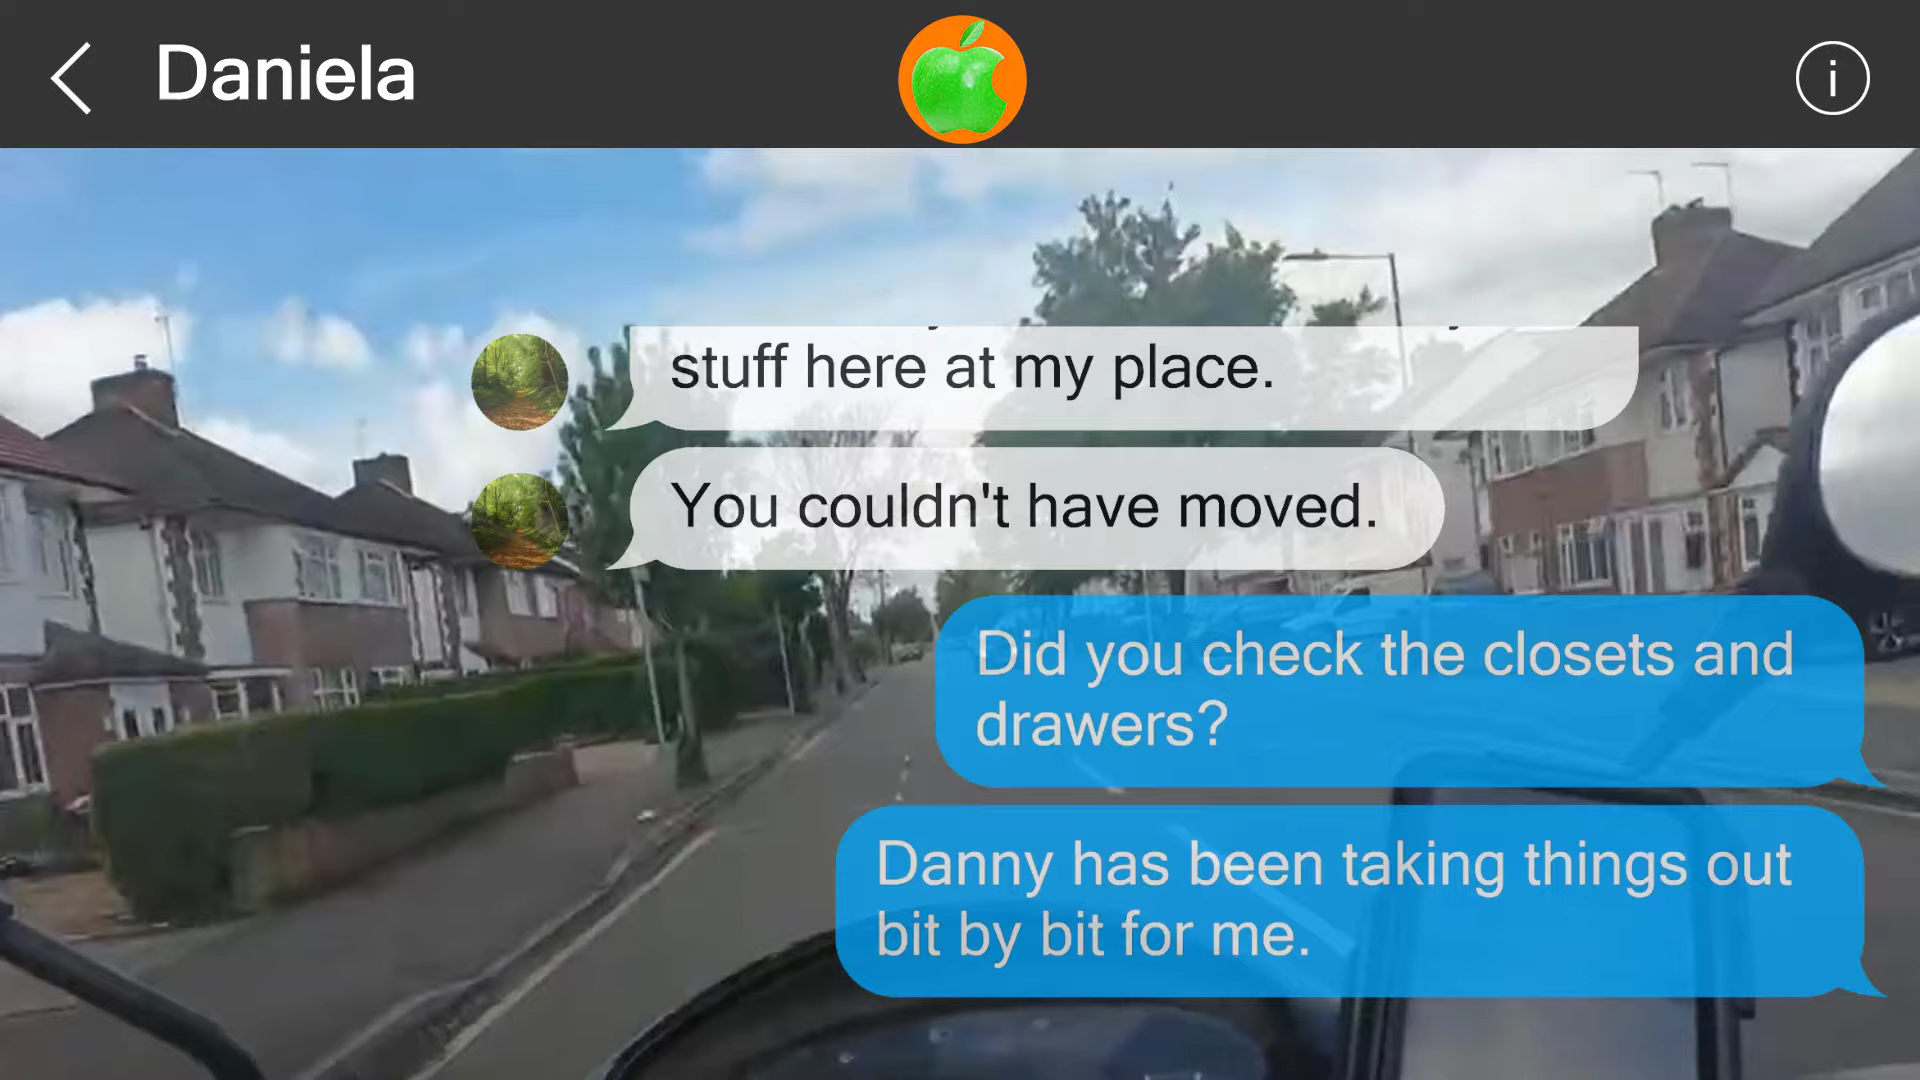 Daniela
i
stuff here at my place.
You couldn't have moved.
Did you check the closets and
drawers?
Danny has been taking things out
bit by bit for me.